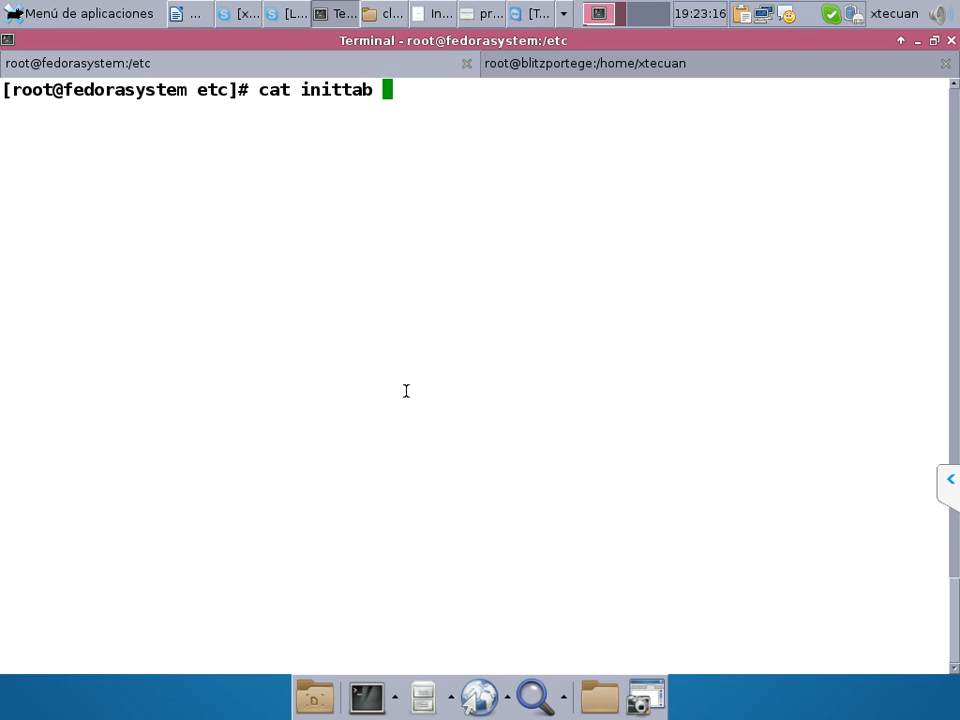 Menú de aplicaciones ... [x... [L... Te... cl... In... pr... [T... 19:23:16 xtecuan
Terminal - root@fedorasystem:/etc
root@fedorasystem:/etc root@blitzportege:/home/xtecuan
[root@fedorasystem etc]# cat inittab